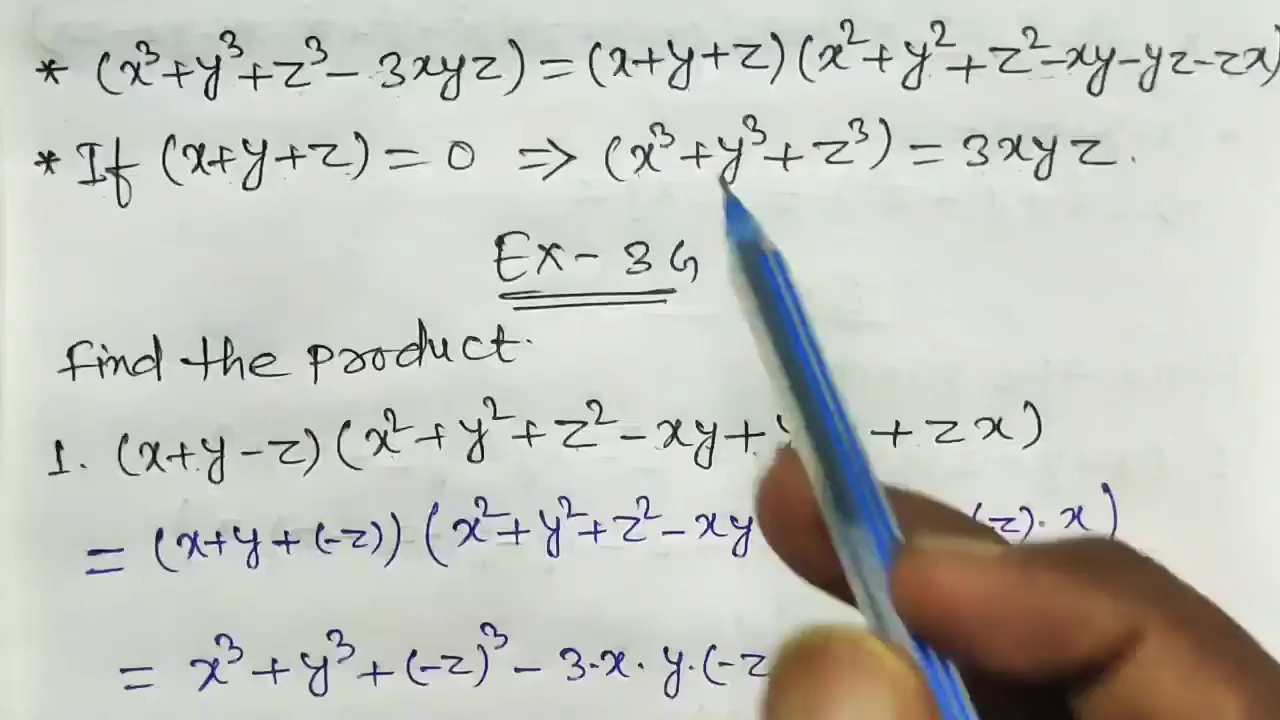 * (x³+y³+z³- 3xyz) = (x+y+z)(x²+y²+z²-xy-yz-zx)
* If (x+y+z) = 0 ⇒ (x³+y³+z³) = 3xyz.
Ex- 3G
Find the product.
1. (x+y-z)(x²+y²+z²-xy+ +zx)
= (x+y+(-z))(x²+y²+z²-xy (-z)·x)
= x³+y³+(-z)³- 3·x·y·(-z